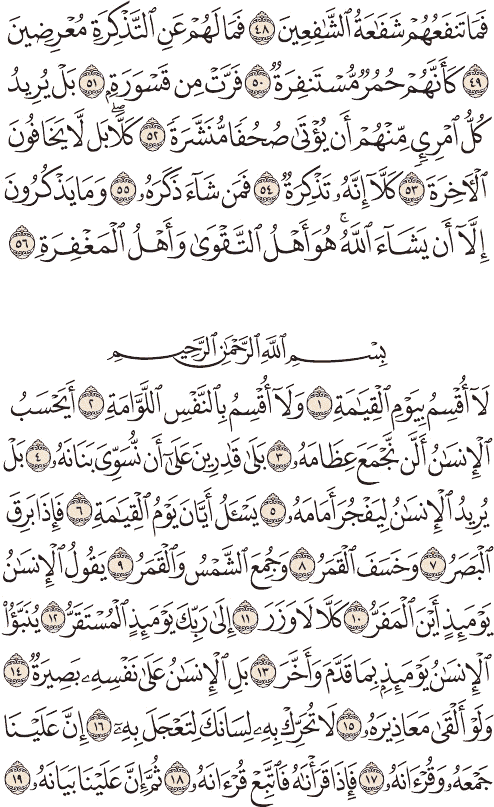 فَمَا تَنفَعُهُمْ شَفَٰعَةُ ٱلشَّٰفِعِينَ ٤٨ فَمَا لَهُمْ عَنِ ٱلتَّذْكِرَةِ مُعْرِضِينَ
٤٩ كَأَنَّهُمْ حُمُرٌ مُّسْتَنفِرَةٌ ٥٠ فَرَّتْ مِن قَسْوَرَةٍۭ ٥١ بَلْ يُرِيدُ
كُلُّ ٱمْرِئٍ مِّنْهُمْ أَن يُؤْتَىٰ صُحُفًا مُّنَشَّرَةً ٥٢ كَلَّاۖ بَل لَّا يَخَافُونَ
ٱلْأَخِرَةَ ٥٣ كَلَّآ إِنَّهُۥ تَذْكِرَةٌ ٥٤ فَمَن شَآءَ ذَكَرَهُۥ ٥٥ وَمَا يَذْكُرُونَ
إِلَّآ أَن يَشَآءَ ٱللَّهُۚ هُوَ أَهْلُ ٱلتَّقْوَىٰ وَأَهْلُ ٱلْمَغْفِرَةِ ٥٦
بِسْمِ ٱللَّهِ ٱلرَّحْمَٰنِ ٱلرَّحِيمِ
لَآ أُقْسِمُ بِيَوْمِ ٱلْقِيَٰمَةِ ١ وَلَآ أُقْسِمُ بِٱلنَّفْسِ ٱللَّوَّامَةِ ٢ أَيَحْسَبُ
ٱلْإِنسَٰنُ أَلَّن نَّجْمَعَ عِظَامَهُۥ ٣ بَلَىٰ قَٰدِرِينَ عَلَىٰٓ أَن نُّسَوِّىَ بَنَانَهُۥ ٤ بَلْ
يُرِيدُ ٱلْإِنسَٰنُ لِيَفْجُرَ أَمَامَهُۥ ٥ يَسْـَٔلُ أَيَّانَ يَوْمُ ٱلْقِيَٰمَةِ ٦ فَإِذَا بَرِقَ
ٱلْبَصَرُ ٧ وَخَسَفَ ٱلْقَمَرُ ٨ وَجُمِعَ ٱلشَّمْسُ وَٱلْقَمَرُ ٩ يَقُولُ ٱلْإِنسَٰنُ
يَوْمَئِذٍ أَيْنَ ٱلْمَفَرُّ ١٠ كَلَّا لَا وَزَرَ ١١ إِلَىٰ رَبِّكَ يَوْمَئِذٍ ٱلْمُسْتَقَرُّ ١٢ يُنَبَّؤُا۟
ٱلْإِنسَٰنُ يَوْمَئِذٍۭ بِمَا قَدَّمَ وَأَخَّرَ ١٣ بَلِ ٱلْإِنسَٰنُ عَلَىٰ نَفْسِهِۦ بَصِيرَةٌ ١٤
وَلَوْ أَلْقَىٰ مَعَاذِيرَهُۥ ١٥ لَا تُحَرِّكْ بِهِۦ لِسَانَكَ لِتَعْجَلَ بِهِۦٓ ١٦ إِنَّ عَلَيْنَا
جَمْعَهُۥ وَقُرْءَانَهُۥ ١٧ فَإِذَا قَرَأْنَٰهُ فَٱتَّبِعْ قُرْءَانَهُۥ ١٨ ثُمَّ إِنَّ عَلَيْنَا بَيَانَهُۥ ١٩